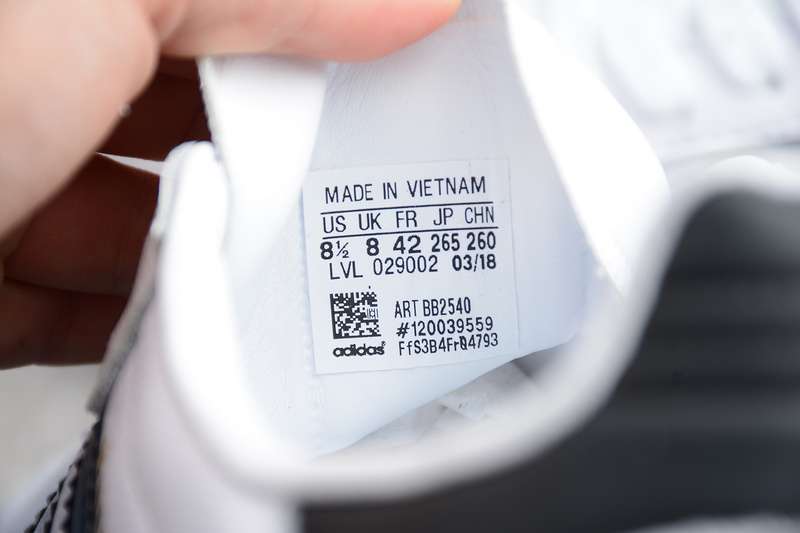 MADE IN VIETNAM
US UK FR JP CHN
8½ 8 42 265 260
LVL 029002 03/18
ART BB2540
#120039559
adidas FfS3B4FrQ4793